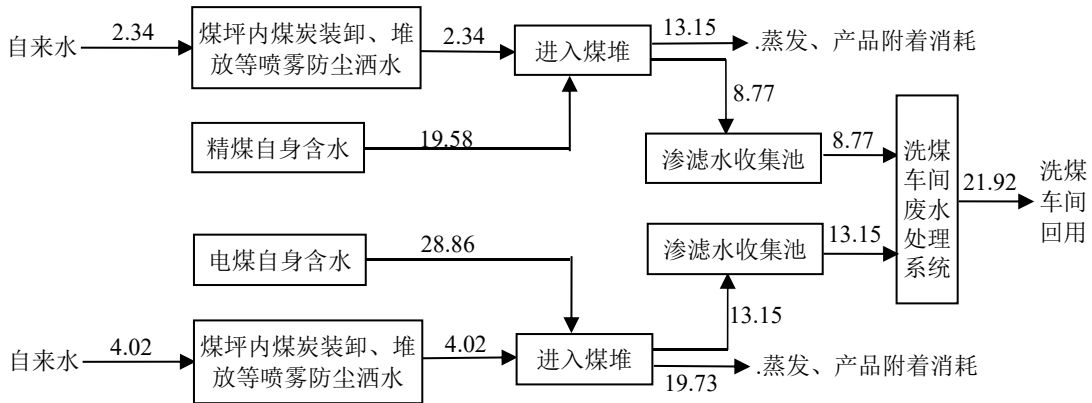 自来水
2.34
煤坪内煤炭装卸、堆
放等喷雾防尘洒水
2.34
进入煤堆
13.15
.蒸发、产品附着消耗
8.77
精煤自身含水
19.58
渗滤水收集池
8.77
洗煤
车间
废水
处理
系统
21.92
洗煤
车间
回用
电煤自身含水
28.86
渗滤水收集池
13.15
13.15
自来水
4.02
煤坪内煤炭装卸、堆
放等喷雾防尘洒水
4.02
进入煤堆
19.73
.蒸发、产品附着消耗